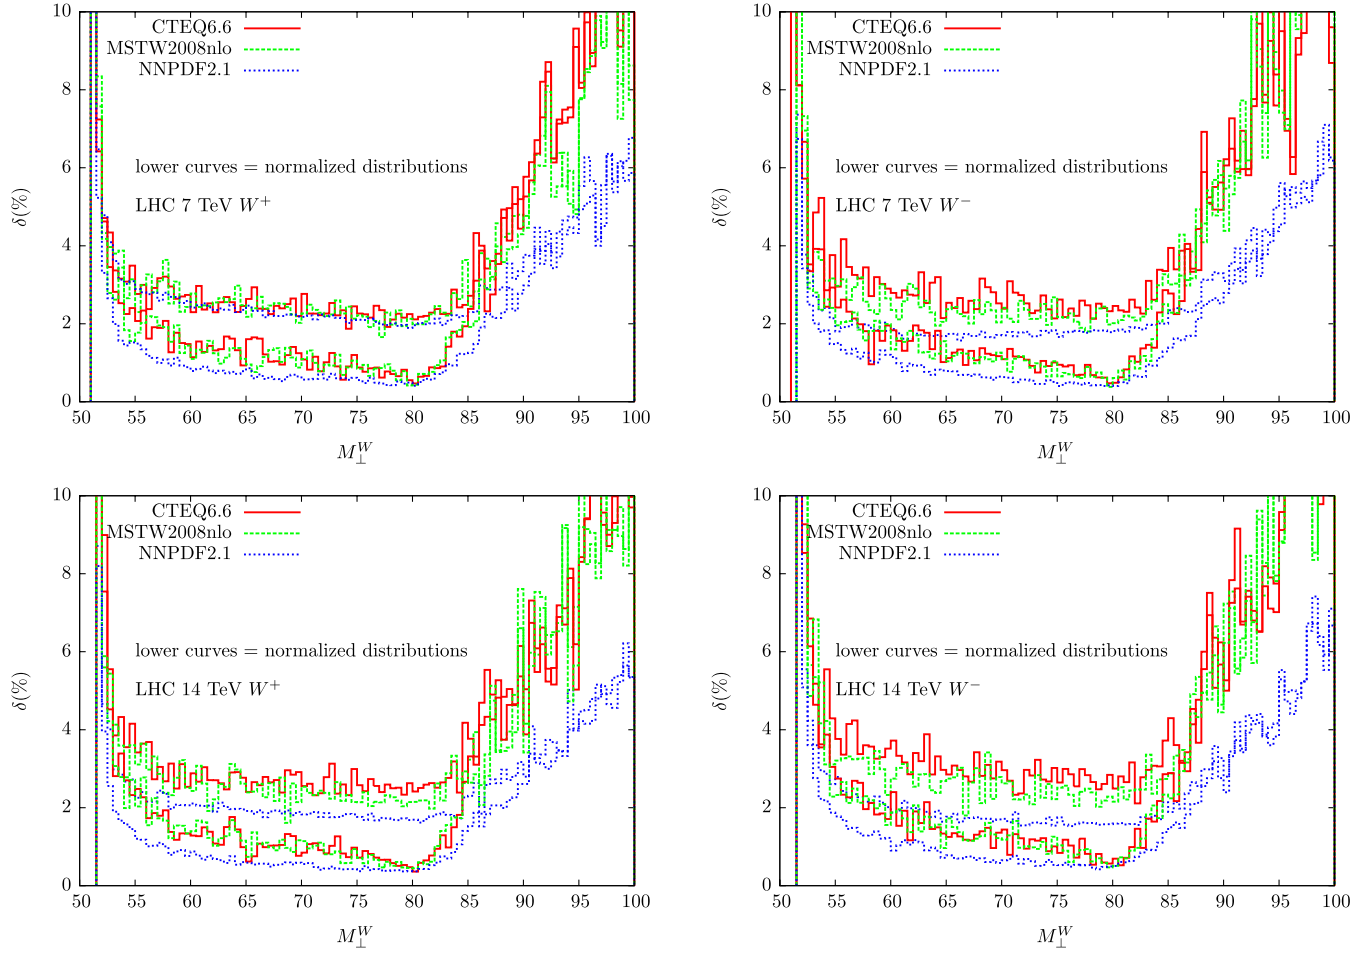 10
8
6
4
2
0
δ(%)
CTEQ6.6
MSTW2008nlo
NNPDF2.1
lower curves = normalized distributions
LHC 7 TeV W⁺
50 55 60 65 70 75 80 85 90 95 100
M⊥^W
10
8
6
4
2
0
δ(%)
CTEQ6.6
MSTW2008nlo
NNPDF2.1
lower curves = normalized distributions
LHC 7 TeV W⁻
50 55 60 65 70 75 80 85 90 95 100
M⊥^W
10
8
6
4
2
0
δ(%)
CTEQ6.6
MSTW2008nlo
NNPDF2.1
lower curves = normalized distributions
LHC 14 TeV W⁺
50 55 60 65 70 75 80 85 90 95 100
M⊥^W
10
8
6
4
2
0
δ(%)
CTEQ6.6
MSTW2008nlo
NNPDF2.1
lower curves = normalized distributions
LHC 14 TeV W⁻
50 55 60 65 70 75 80 85 90 95 100
M⊥^W